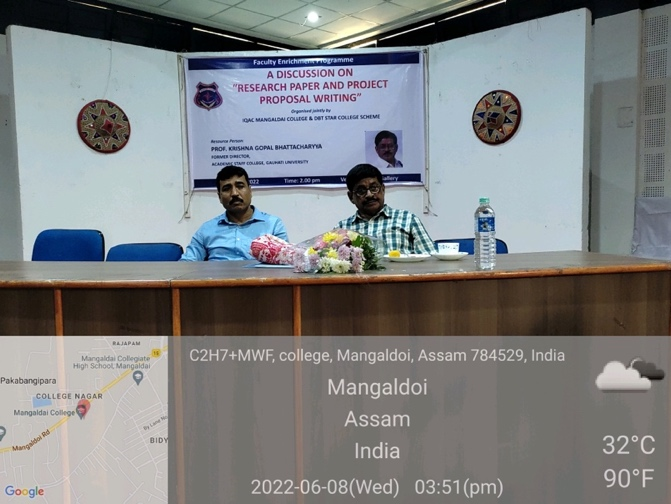 Faculty Enrichment Programme
A DISCUSSION ON
"RESEARCH PAPER AND PROJECT
PROPOSAL WRITING"
Organised jointly by
IQAC MANGALDAI COLLEGE & DBT STAR COLLEGE SCHEME
Resource Person:
PROF. KRISHNA GOPAL BHATTACHARYYA
FORMER DIRECTOR,
ACADEMIC STAFF COLLEGE, GAUHATI UNIVERSITY
2022 Time: 2.00 pm
C2H7+MWF, college, Mangaldoi, Assam 784529, India
Mangaldoi
Assam
India
2022-06-08(Wed) 03:51(pm)
32°C
90°F
RAJAPAM
Mangaldai Collegiate
High School, Mangaldai
Pakabangipara
COLLEGE NAGAR
Mangaldai College
Mangaldoi Rd
By Lane
BIDY
Google